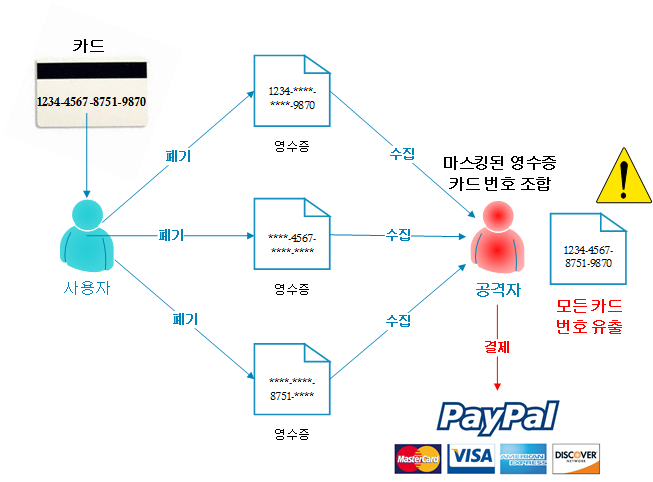 카드
1234-4567-8751-9870
1234-****-
****-9870
영수증
폐기
수집
마스킹된 영수증
카드 번호 조합
****-4567-
****-****
영수증
폐기
수집
사용자
공격자
1234-4567-
8751-9870
모든 카드
번호 유출
폐기
수집
****-****-
8751-****
영수증
결제
PayPal
MasterCard
VISA
AMERICAN
EXPRESS
DISCOVER
NETWORK